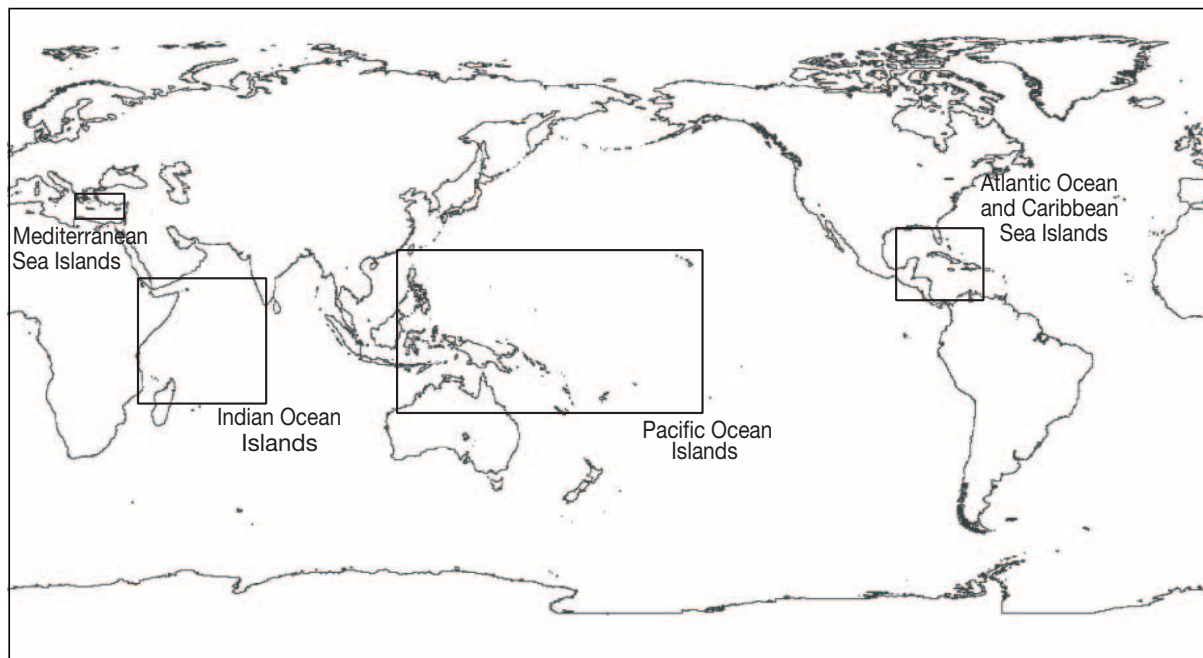 Mediterranean
Sea Islands
Indian Ocean
Islands
Pacific Ocean
Islands
Atlantic Ocean
and Caribbean
Sea Islands